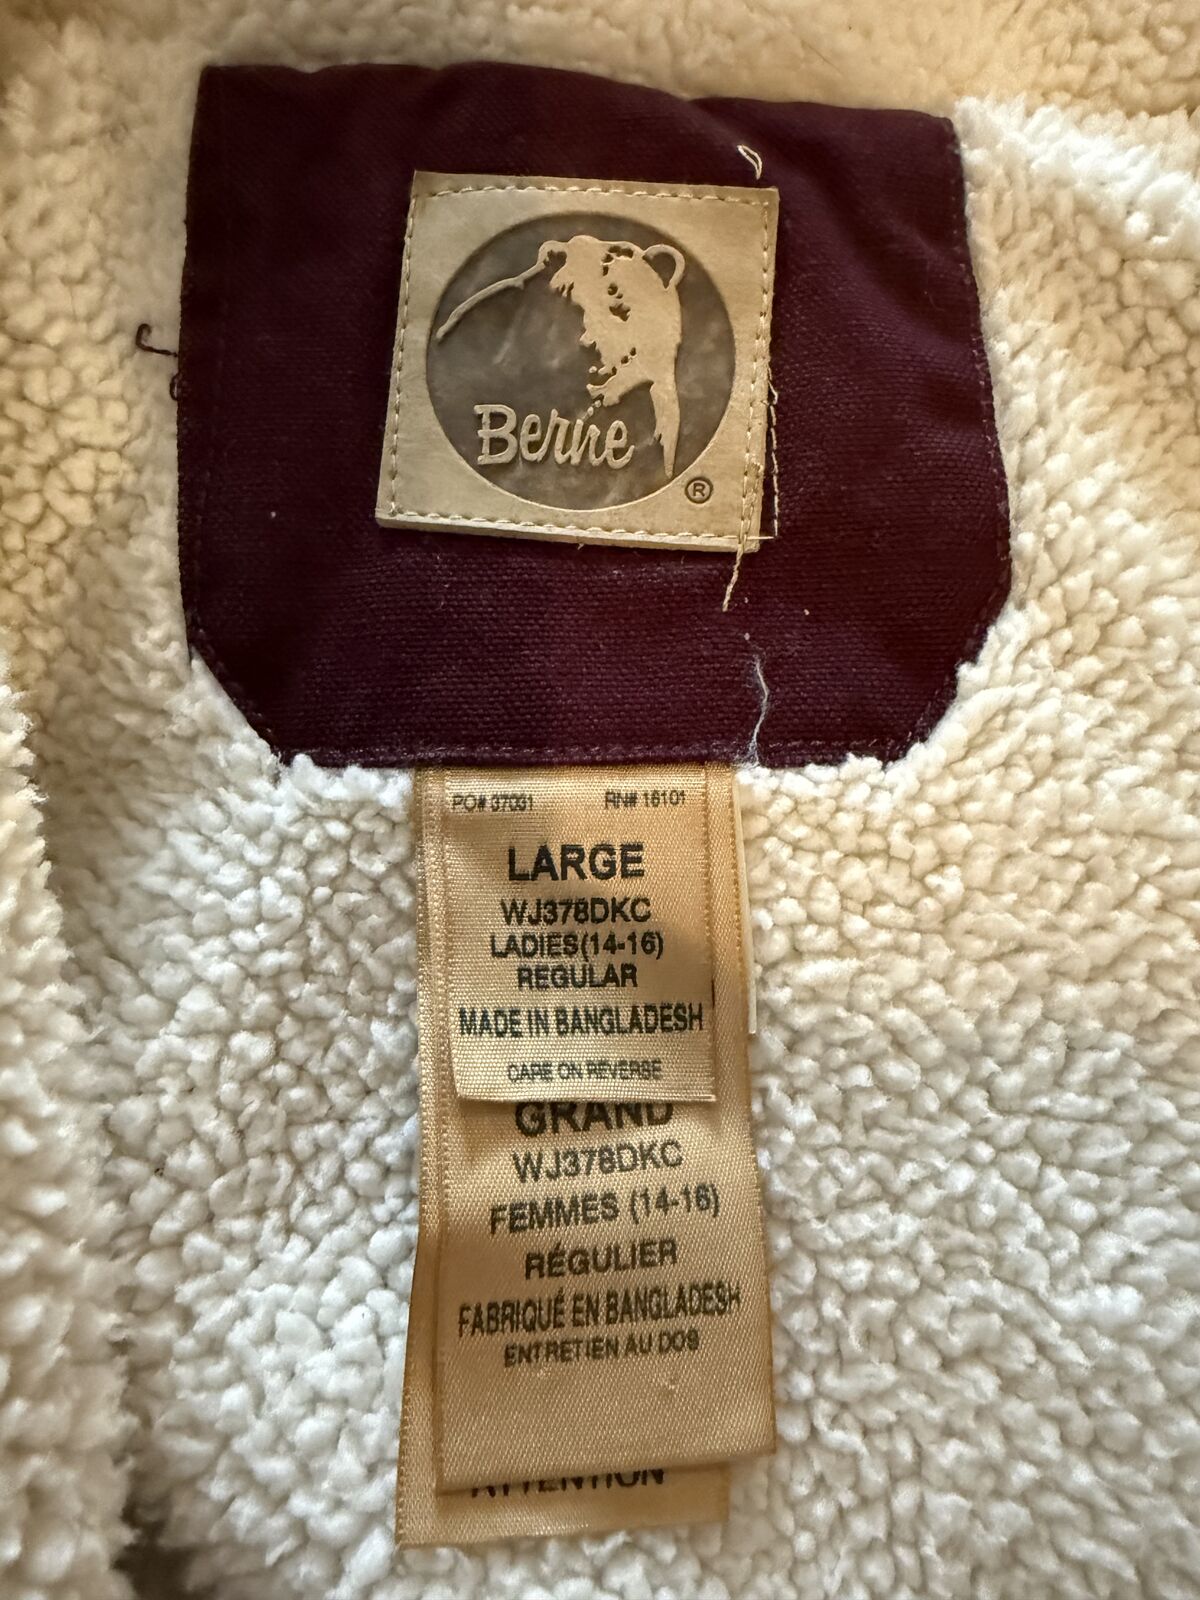 Berne
®
PO# 37031 RN# 16101
LARGE
WJ378DKC
LADIES(14-16)
REGULAR
MADE IN BANGLADESH
CARE ON REVERSE
GRAND
WJ378DKC
FEMMES (14-16)
RÉGULIER
FABRIQUÉ EN BANGLADESH
ENTRETIEN AU DOS
ATTENTION